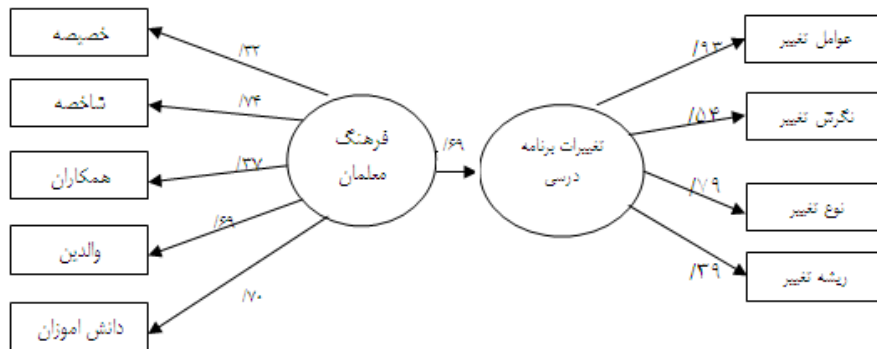 خصیصه
شاخصه
همکاران
والدین
دانش اموزان
/۳۲
/۷۴
/۳۷
/۶۹
/۷۰
فرهنگ
معلمان
/۶۹
تغییرات برنامه
درسی
/۹۳
/۵۴
/۷۹
/۳۹
عوامل تغییر
نگرش تغییر
نوع تغییر
ریشه تغییر